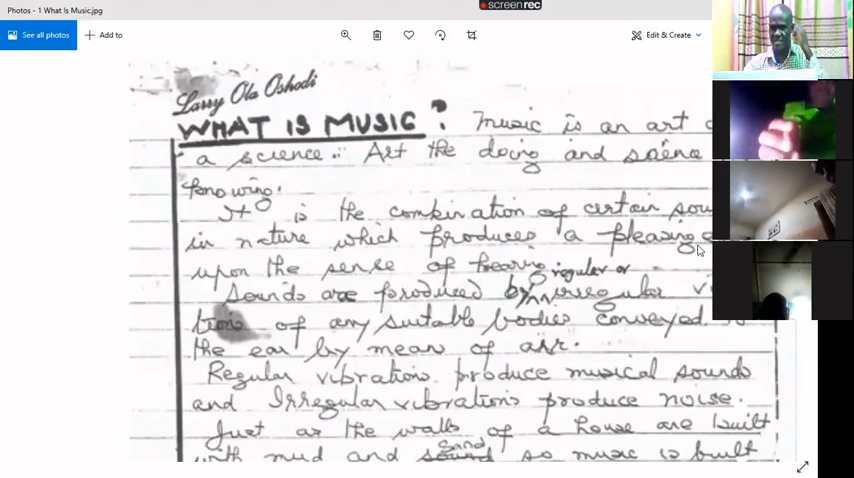 Photos - 1 What Is Music.jpg
screenrec
See all photos
Add to
Edit & Create
Larry Ola Oshodi
WHAT IS MUSIC? Music is an art
a science. Art the doing and science
knowing.
It is the combination of certain
in nature which produces a pleasing
upon the sense of hearing
regular or
Sounds are produced by irregular
of any suitable bodies conveyed to
the ear by mean of air.
Regular vibrations produce musical sounds
and Irregular vibrations produce noise.
Just as the walls of a house are built
sand
with mud and sound so music is built